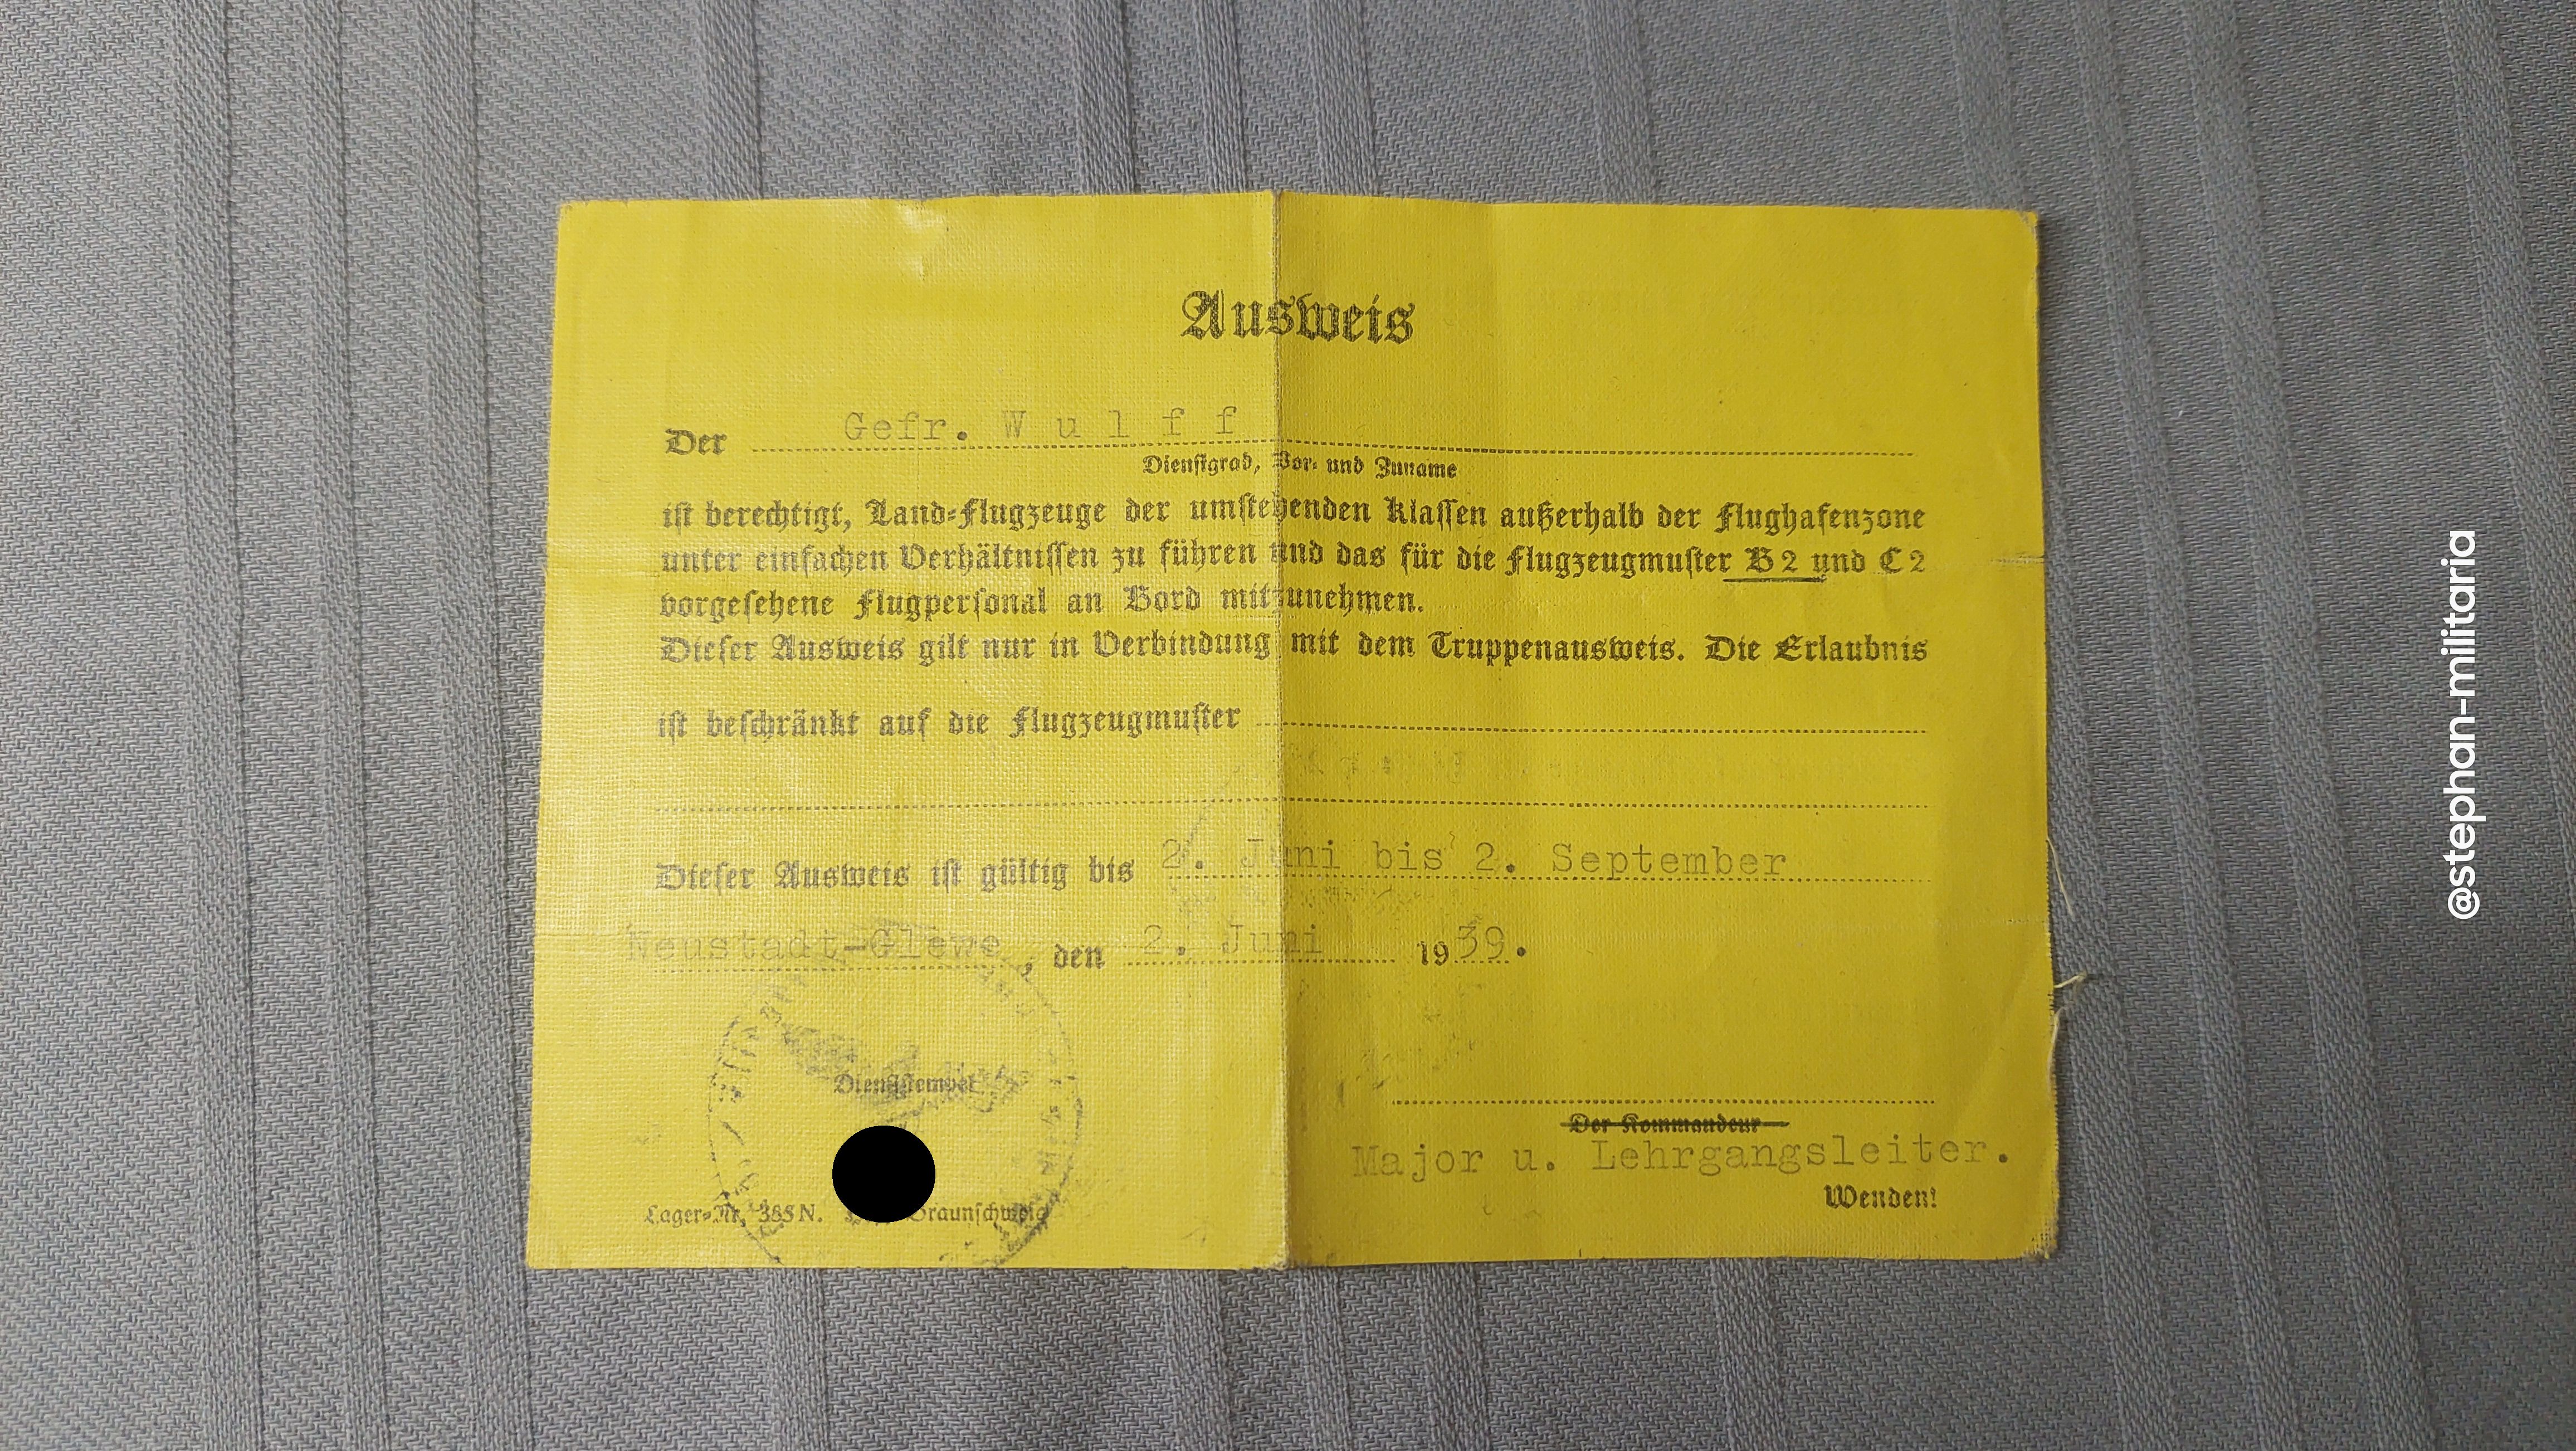 Ausweis
Der Gefr. Wulff
Dienstgrad, Vor- und Zuname
ist berechtigt, Land-Flugzeuge der umstehenden Klassen außerhalb der Flughafenzone
unter einfachen Verhältnissen zu führen und das für die Flugzeugmuster B 2 und C 2
vorgesehene Flugpersonal an Bord mitzunehmen.
Dieser Ausweis gilt nur in Verbindung mit dem Truppenausweis. Die Erlaubnis
ist beschränkt auf die Flugzeugmuster
Dieser Ausweis ist gültig bis 2. Juni bis 2. September
Neustadt-Glewe, den 2. Juni 1939.
Dienststempel
Der Kommandeur
Major u. Lehrgangsleiter.
Wenden!
Lager-Nr. 385 N. Braunschweig
@stephan-militaria